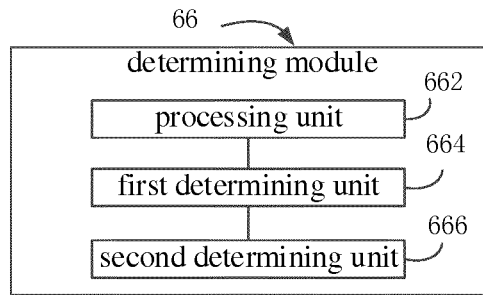 66
determining module
662
processing unit
664
first determining unit
666
second determining unit